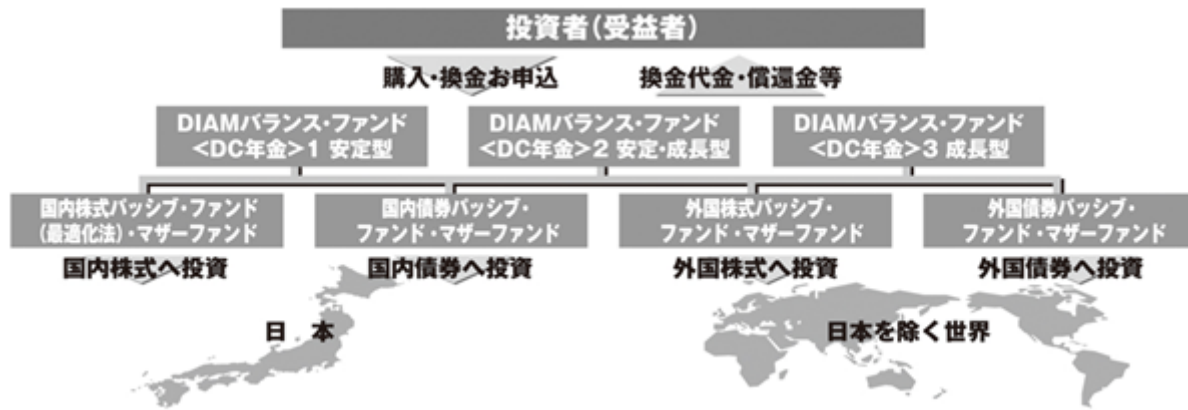 投資者(受益者)
購入・換金お申込
換金代金・償還金等
DIAMバランス・ファンド
<DC年金>1 安定型
DIAMバランス・ファンド
<DC年金>2 安定・成長型
DIAMバランス・ファンド
<DC年金>3 成長型
国内株式パッシブ・ファンド
(最適化法)・マザーファンド
国内債券パッシブ・
ファンド・マザーファンド
外国株式パッシブ・
ファンド・マザーファンド
外国債券パッシブ・
ファンド・マザーファンド
国内株式へ投資
国内債券へ投資
外国株式へ投資
外国債券へ投資
日 本
日本を除く世界